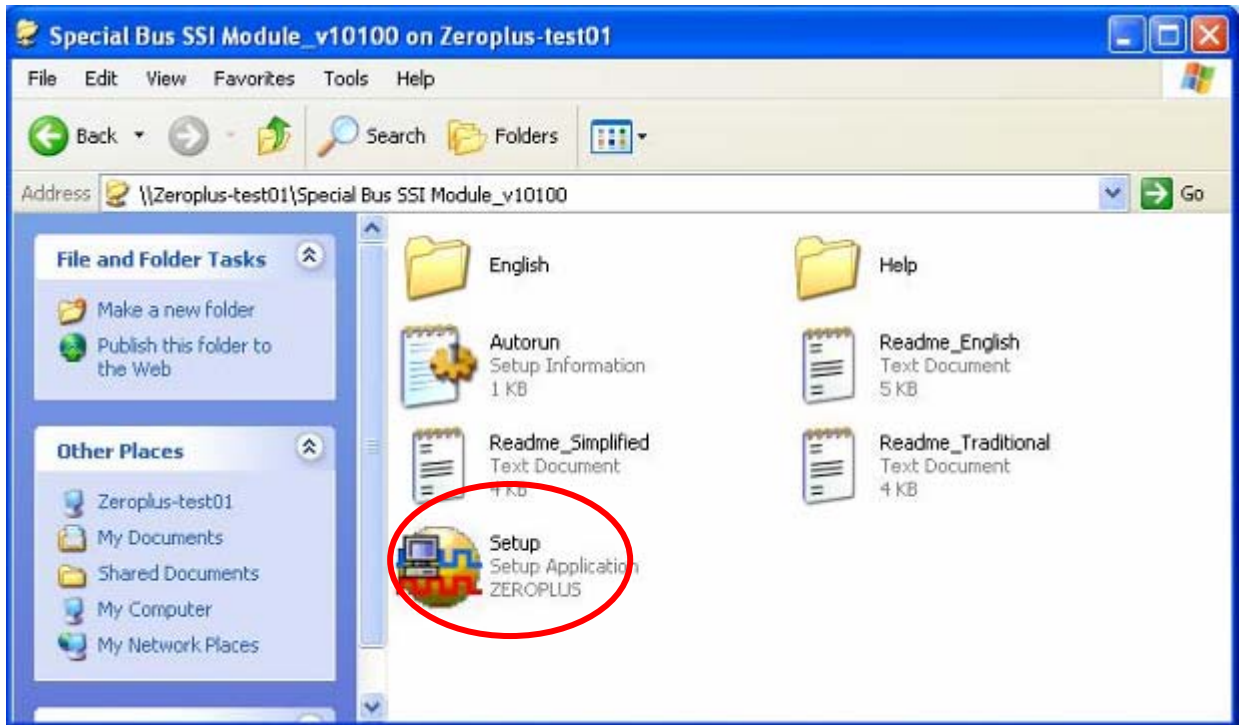 Special Bus SSI Module_v10100 on Zeroplus-test01
File Edit View Favorites Tools Help
Back Search Folders
Address \\Zeroplus-test01\Special Bus SSI Module_v10100 Go
File and Folder Tasks
Make a new folder
Publish this folder to
the Web
Other Places
Zeroplus-test01
My Documents
Shared Documents
My Computer
My Network Places
English
Help
Autorun
Setup Information
1 KB
Readme_English
Text Document
5 KB
Readme_Simplified
Text Document
4 KB
Readme_Traditional
Text Document
4 KB
Setup
Setup Application
ZEROPLUS